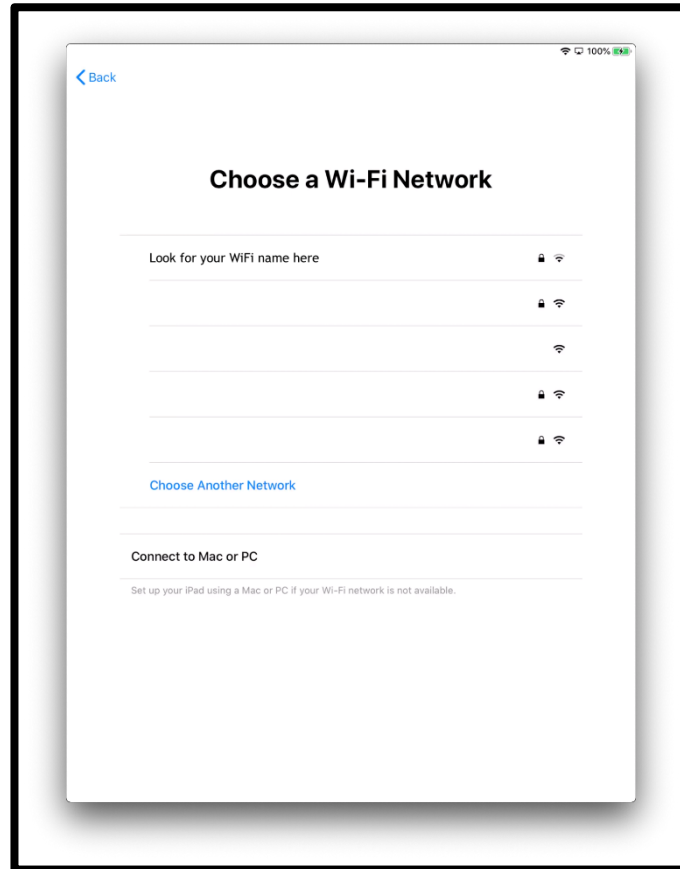 100%
Back
Choose a Wi-Fi Network
Look for your WiFi name here
Choose Another Network
Connect to Mac or PC
Set up your iPad using a Mac or PC if your Wi-Fi network is not available.